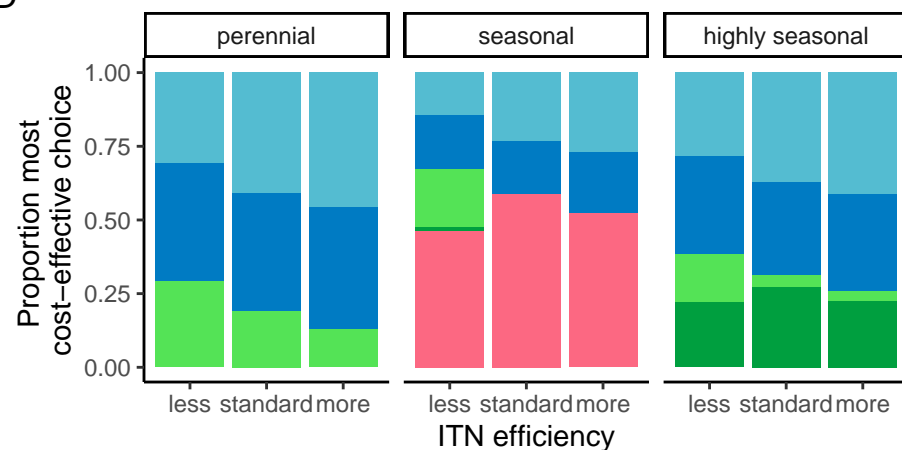 perennial seasonal highly seasonal
Proportion most
cost−effective choice
1.00
0.75
0.50
0.25
0.00
less standard more less standard more less standard more
ITN efficiency